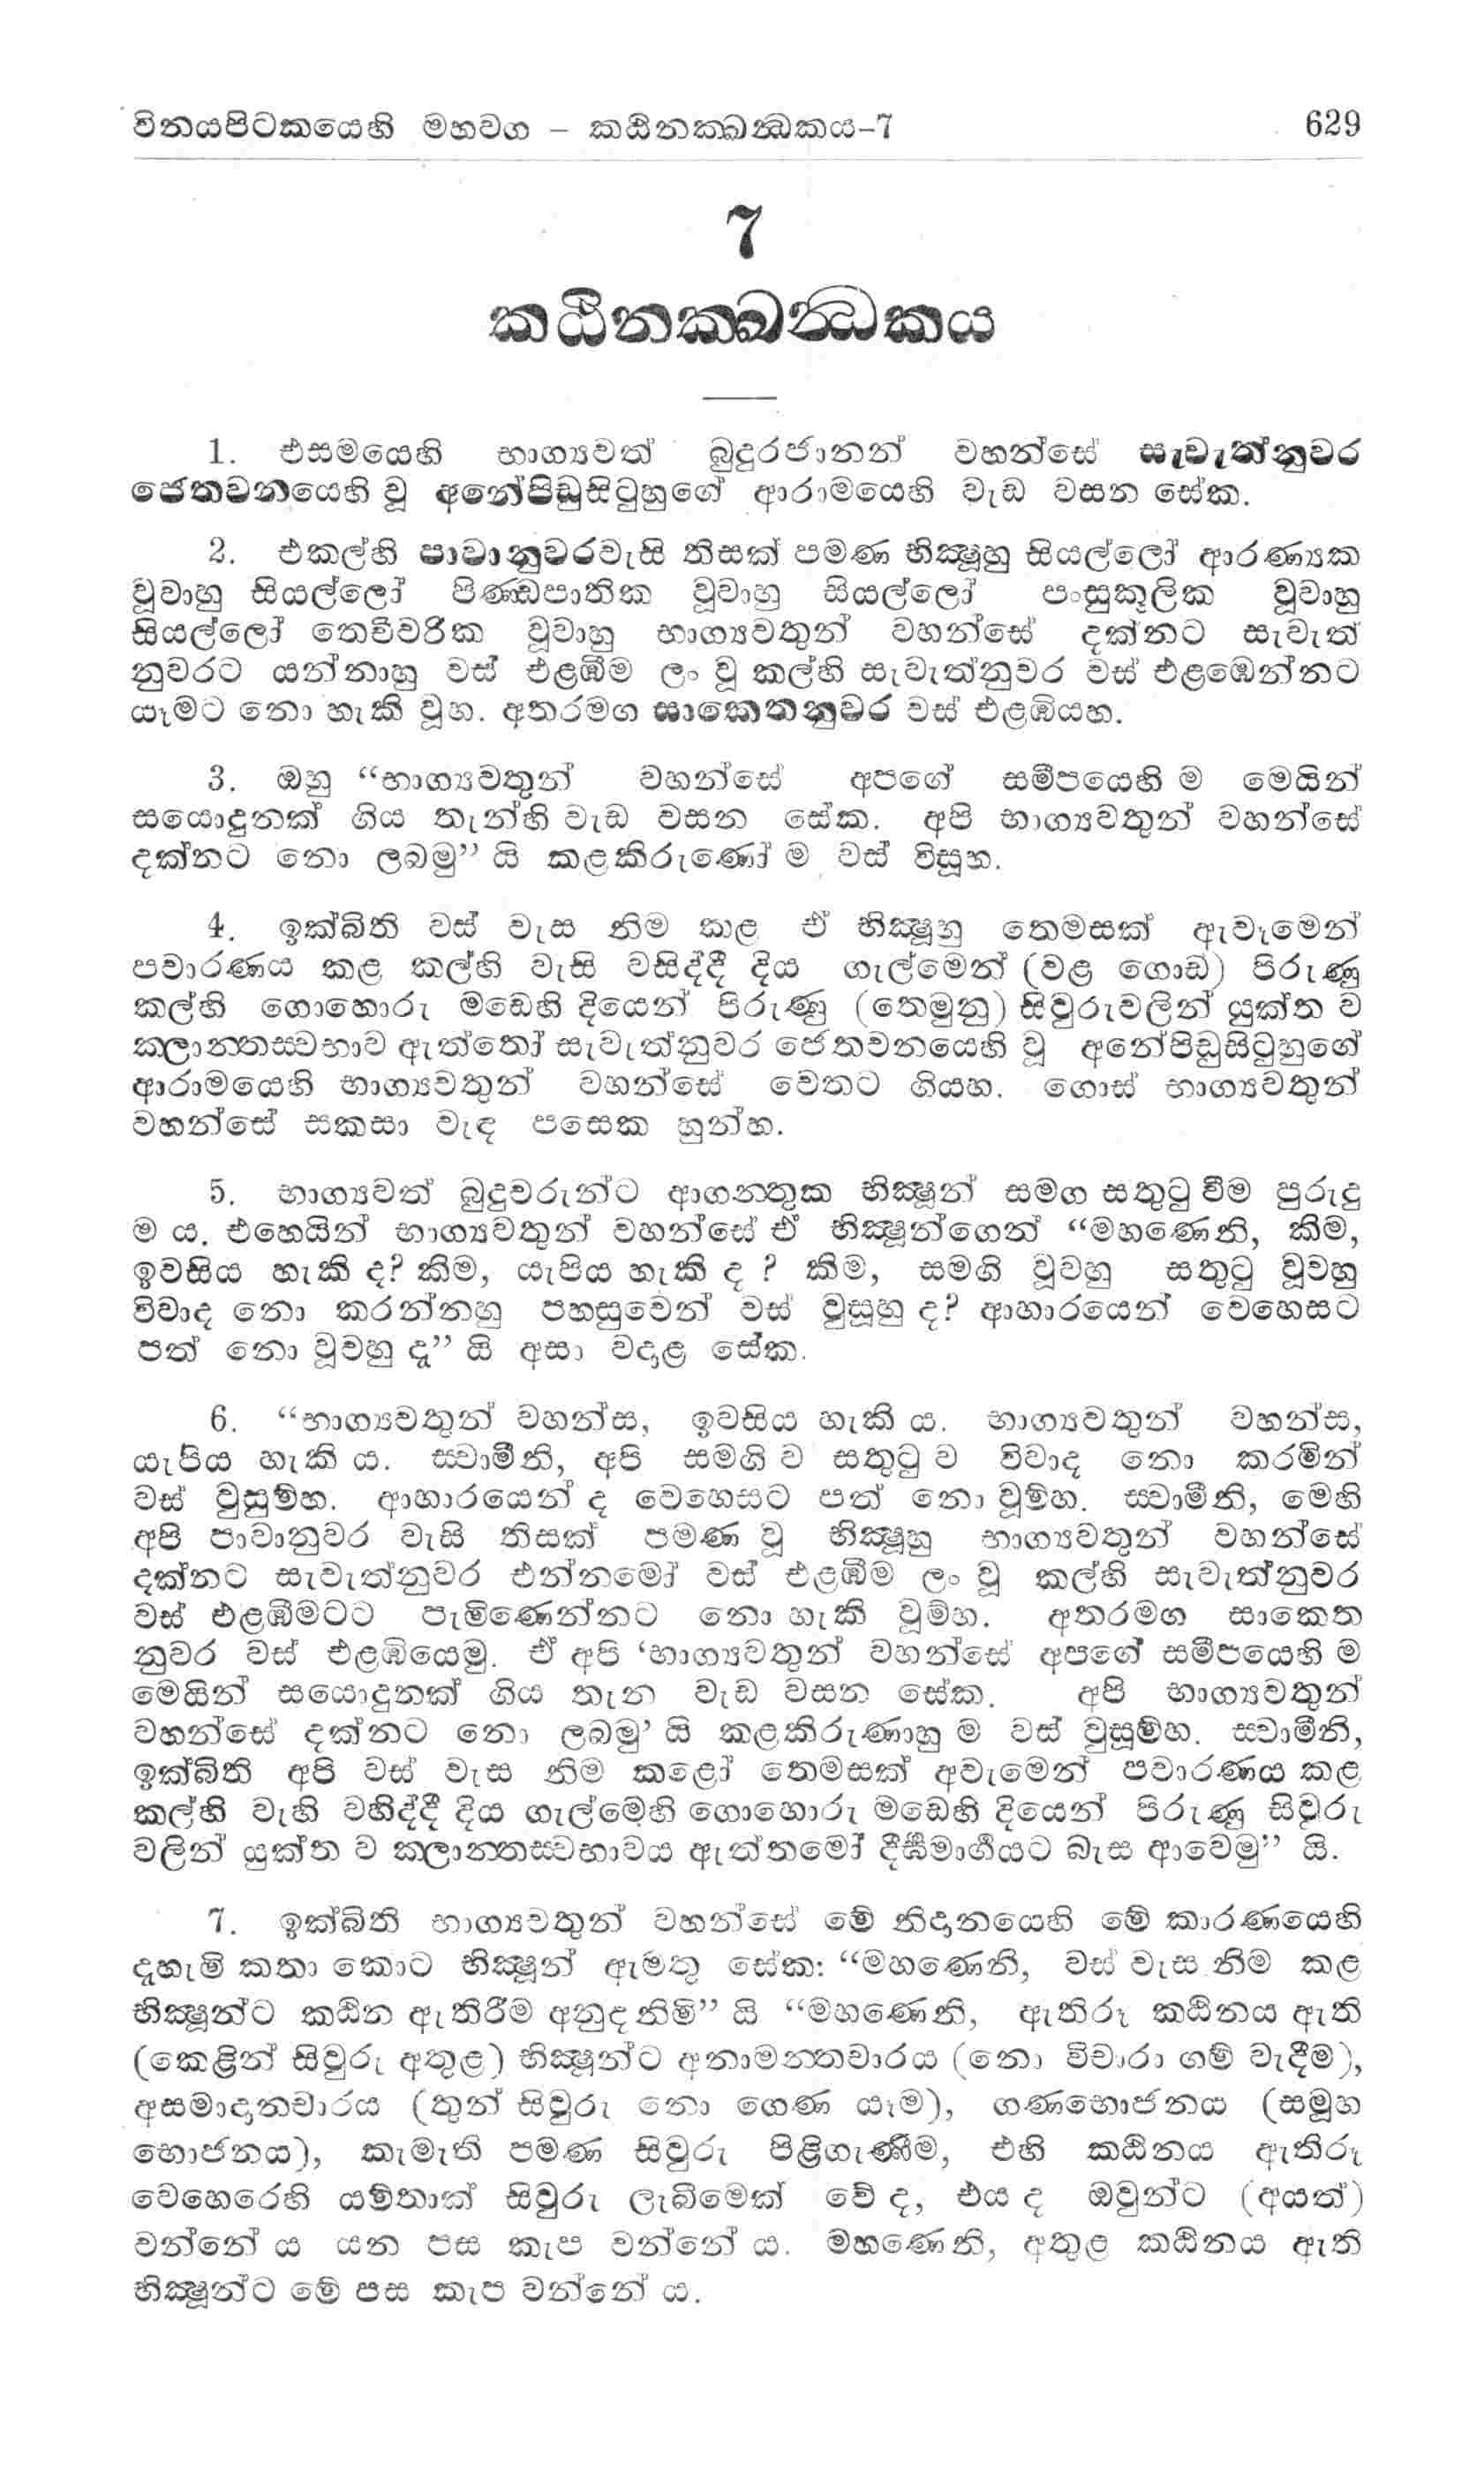 විනයපිටකයෙහි මහවග – කඨිනක්ඛන්ධකය–7 629
7
කඨිනක්ඛන්ධකය
1. එසමයෙහි භාග්‍යවත් බුදුරජානන් වහන්සේ සැවැත්නුවර
ජෙතවනයෙහි වූ අනේපිඬුසිටුහුගේ ආරාමයෙහි වැඩ වසන සේක.
2. එකල්හි පාවානුවරවැසි තිසක් පමණ භික්‍ෂූහු සියල්ලෝ ආරණ්‍යක
වූවාහු සියල්ලෝ පිණ්ඩපාතික වූවාහු සියල්ලෝ පංසුකූලික වූවාහු
සියල්ලෝ තෙචීවරික වූවාහු භාග්‍යවතුන් වහන්සේ දක්නට සැවැත්
නුවරට යන්නාහු වස් එළඹීම ලං වූ කල්හි සැවැත්නුවර වස් එළඹෙන්නට
යෑමට නො හැකි වූහ. අතරමග සාකෙතනුවර වස් එළඹියහ.
3. ඔහු “භාග්‍යවතුන් වහන්සේ අපගේ සමීපයෙහි ම මෙයින්
සයොදුනක් ගිය තැන්හි වැඩ වසන සේක. අපි භාග්‍යවතුන් වහන්සේ
දක්නට නො ලබමු” යි කළකිරුණෝ ම වස් විසූහ.
4. ඉක්බිති වස් වැස නිම කළ ඒ භික්‍ෂූහු තෙමසක් ඇවෑමෙන්
පවාරණය කළ කල්හි වැසි වසිද්දී දිය ගැල්මෙන් (වළ ගොඩ) පිරුණු
කල්හි ගොහොරු මඩෙහි දියෙන් පිරුණු (තෙමුනු) සිවුරුවලින් යුක්ත ව
ක්ලාන්තස්වභාව ඇත්තෝ සැවැත්නුවර ජෙතවනයෙහි වූ අනේපිඬුසිටුහුගේ
ආරාමයෙහි භාග්‍යවතුන් වහන්සේ වෙතට ගියහ. ගොස් භාග්‍යවතුන්
වහන්සේ සකසා වැඳ පසෙක හුන්හ.
5. භාග්‍යවත් බුදුවරුන්ට ආගන්තුක භික්‍ෂූන් සමග සතුටු වීම පුරුදු
ම ය. එහෙයින් භාග්‍යවතුන් වහන්සේ ඒ භික්‍ෂූන්ගෙන් “මහණෙනි, කිම,
ඉවසිය හැකි ද? කිම, යැපිය හැකි ද ? කිම, සමගි වූවහු සතුටු වූවහු
විවාද නො කරන්නහු පහසුවෙන් වස් වුසූහු ද? ආහාරයෙන් වෙහෙසට
පත් නො වූවහු දැ” යි අසා වදාළ සේක.
6. “භාග්‍යවතුන් වහන්ස, ඉවසිය හැකි ය. භාග්‍යවතුන් වහන්ස,
යැපිය හැකි ය. ස්වාමීනි, අපි සමගි ව සතුටු ව විවාද නො කරමින්
වස් වුසුම්හ. ආහාරයෙන් ද වෙහෙසට පත් නො වූම්හ. ස්වාමීනි, මෙහි
අපි පාවානුවර වැසි තිසක් පමණ වූ භික්‍ෂූහු භාග්‍යවතුන් වහන්සේ
දක්නට සැවැත්නුවර එන්නමෝ වස් එළඹීම ලං වූ කල්හි සැවැත්නුවර
වස් එළඹීමටට පැමිණෙන්නට නො හැකි වූම්හ. අතරමග සාකෙත
නුවර වස් එළඹියෙමු. ඒ අපි ‘භාග්‍යවතුන් වහන්සේ අපගේ සමීපයෙහි ම
මෙයින් සයොදුනක් ගිය තැන වැඩ වසන සේක. අපි භාග්‍යවතුන්
වහන්සේ දක්නට නො ලබමු’ යි කළකිරුණාහු ම වස් වුසූම්හ. ස්වාමීනි,
ඉක්බිති අපි වස් වැස නිම කළෝ තෙමසක් අවෑමෙන් පවාරණය කළ
කල්හි වැහි වහිද්දී දිය ගැල්මෙහි ගොහොරු මඩෙහි දියෙන් පිරුණු සිවුරු
වලින් යුක්ත ව ක්ලාන්තස්වභාවය ඇත්තමෝ දීර්‍ඝමාර්‍ගයට බැස ආවෙමු” යි.
7. ඉක්බිති භාග්‍යවතුන් වහන්සේ මේ නිදානයෙහි මේ කාරණයෙහි
දැහැමි කතා කොට භික්‍ෂූන් ඇමතූ සේක: “මහණෙනි, වස් වැස නිම කළ
භික්‍ෂූන්ට කඨින ඇතිරීම අනුදනිමි” යි “මහණෙනි, ඇතිරූ කඨිනය ඇති
(කෙළින් සිවුරු අතුළ) භික්‍ෂූන්ට අනාමන්තචාරය (නො විචාරා ගම් වැදීම),
අසමාදානචාරය (තුන් සිවුරු නො ගෙණ යෑම), ගණභොජනය (සමූහ
භොජනය), කැමැති පමණ සිවුරු පිළිගැණීම, එහි කඨිනය ඇතිරූ
වෙහෙරෙහි යම්තාක් සිවුරු ලැබීමෙක් වේ ද, එය ද ඔවුන්ට (අයත්)
වන්නේ ය යන පස කැප වන්නේ ය. මහණෙනි, අතුළ කඨිනය ඇති
භික්‍ෂූන්ට මේ පස කැප වන්නේ ය.